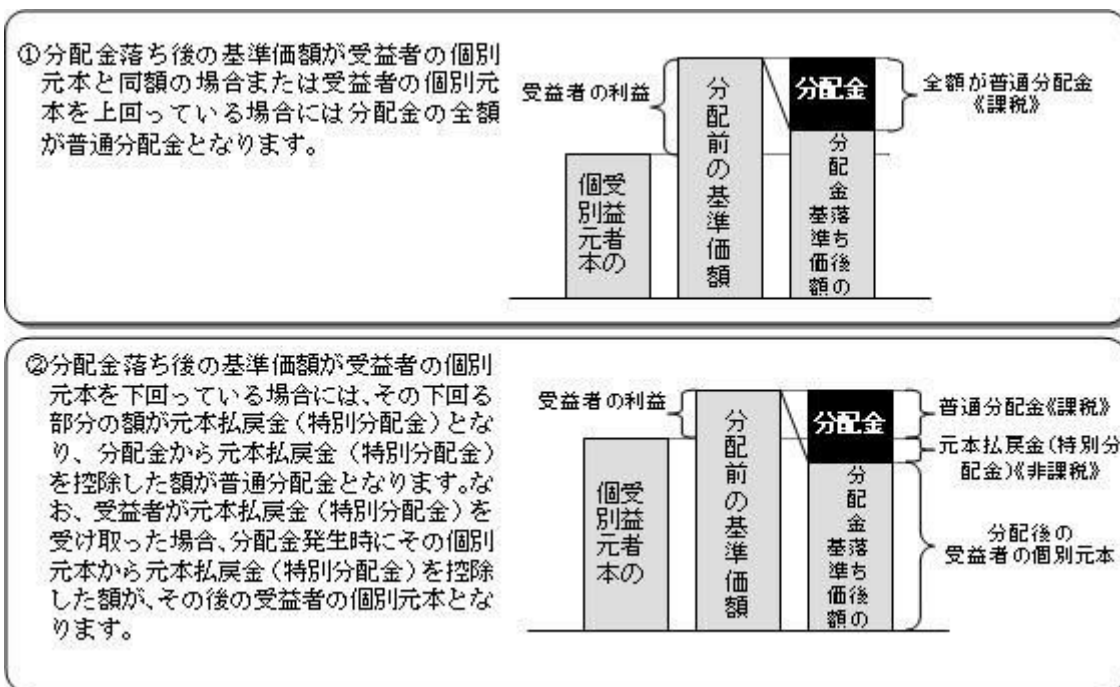 ①分配金落ち後の基準価額が受益者の個別
元本と同額の場合または受益者の個別元
本を上回っている場合には分配金の全額
が普通分配金となります。
受益者の利益
受益者の
個別元本
分配前の基準価額
分配金
分配金落ち後の
基準価額
全額が普通分配金
《課税》
②分配金落ち後の基準価額が受益者の個別
元本を下回っている場合には、その下回る
部分の額が元本払戻金（特別分配金）とな
り、分配金から元本払戻金（特別分配金）
を控除した額が普通分配金となります。な
お、受益者が元本払戻金（特別分配金）を
受け取った場合、分配金発生時にその個別
元本から元本払戻金（特別分配金）を控除
した額が、その後の受益者の個別元本とな
ります。
受益者の利益
受益者の
個別元本
分配前の基準価額
分配金
分配金落ち後の
基準価額
普通分配金《課税》
元本払戻金(特別分
配金)《非課税》
分配後の
受益者の個別元本